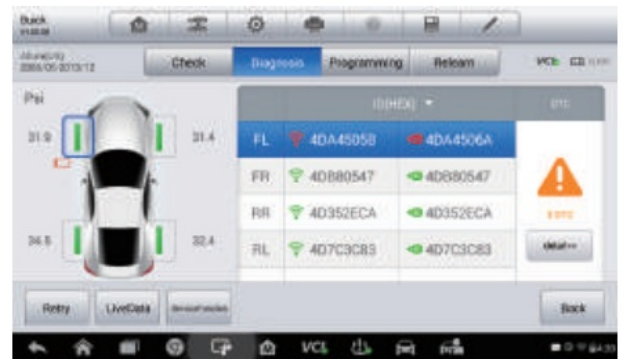 Buick
Check
Diagnosis
Programming
Relearn
VCI
Psi
ID(HEX)
DTC
31.9
31.4
FL 4DA4505B 4DA4506A
FR 4DB80547 4DB80547
RR 4D352ECA 4D352ECA
34.5
32.4
RL 4D7C3C83 4D7C3C83
Retry
LiveData
Back
VCI